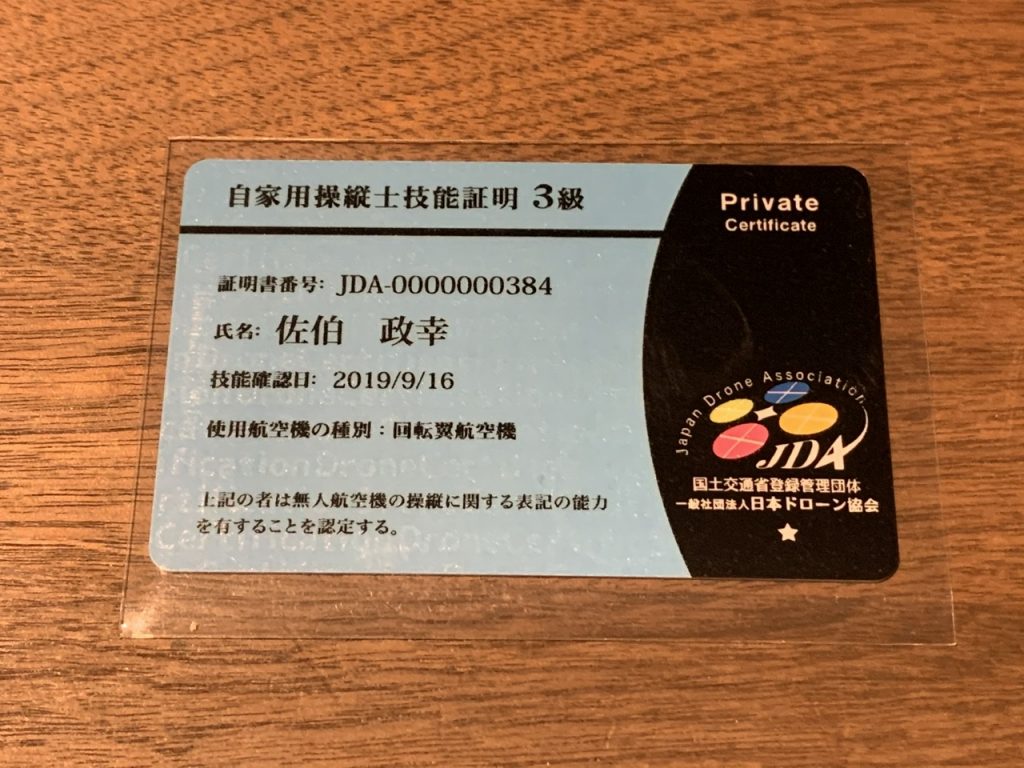 自家用操縦士技能証明 3級
Private
Certificate
証明書番号: JDA-0000000384
氏名: 佐伯 政幸
技能確認日: 2019/9/16
使用航空機の種別：回転翼航空機
上記の者は無人航空機の操縦に関する表記の能力
を有することを認定する。
Japan Drone Association
JDA
国土交通省登録管理団体
一般社団法人日本ドローン協会